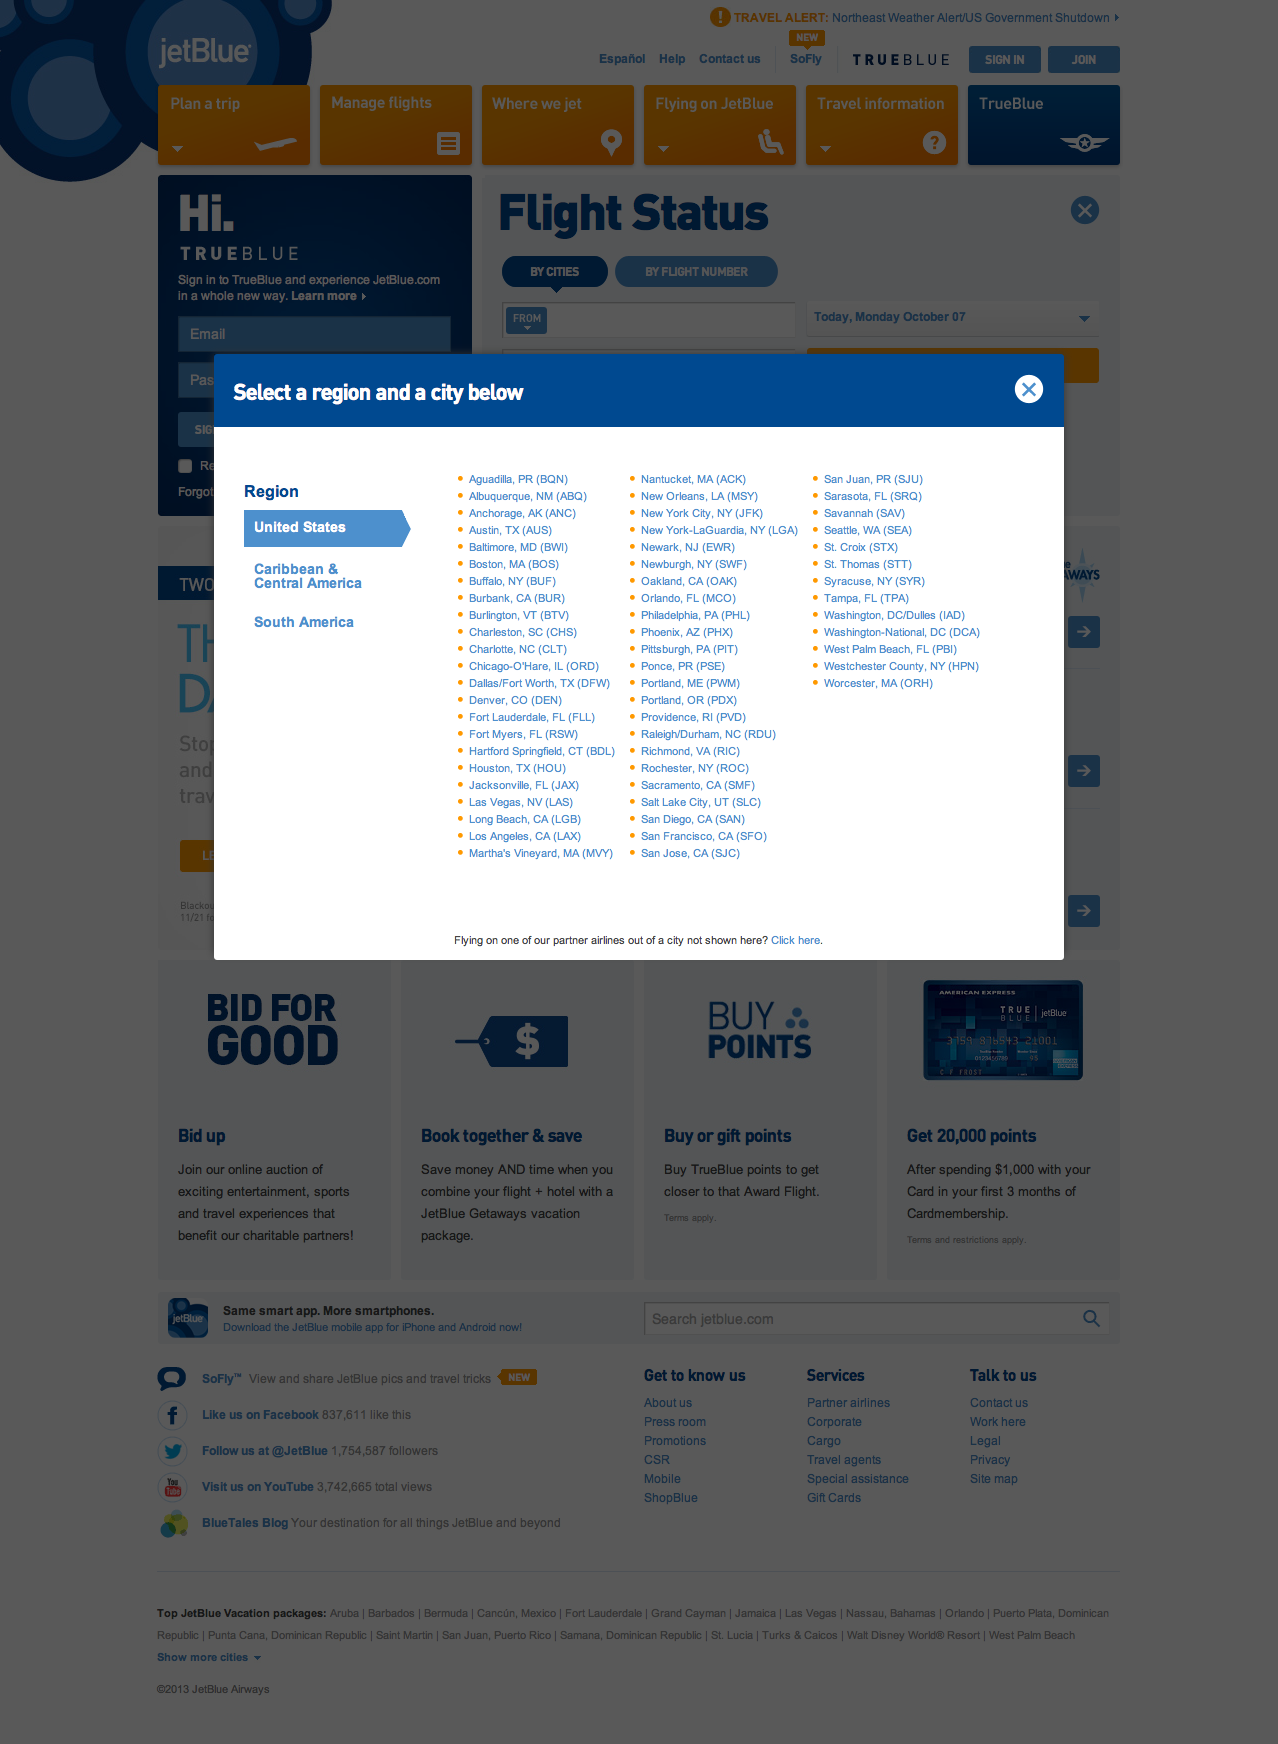 TRAVEL ALERT: Northeast Weather Alert/US Government Shutdown
NEW
jetBlue
Español Help Contact us SoFly TRUEBLUE SIGN IN JOIN
Plan a trip
Manage flights
Where we jet
Flying on JetBlue
Travel information
TrueBlue
Hi.
TRUEBLUE
Sign in to TrueBlue and experience JetBlue.com
in a whole new way. Learn more
Email
Flight Status
BY CITIES
BY FLIGHT NUMBER
FROM
Today, Monday October 07
Select a region and a city below
Region
United States
Caribbean &
Central America
South America
Aguadilla, PR (BQN)
Albuquerque, NM (ABQ)
Anchorage, AK (ANC)
Austin, TX (AUS)
Baltimore, MD (BWI)
Boston, MA (BOS)
Buffalo, NY (BUF)
Burbank, CA (BUR)
Burlington, VT (BTV)
Charleston, SC (CHS)
Charlotte, NC (CLT)
Chicago-O'Hare, IL (ORD)
Dallas/Fort Worth, TX (DFW)
Denver, CO (DEN)
Fort Lauderdale, FL (FLL)
Fort Myers, FL (RSW)
Hartford Springfield, CT (BDL)
Houston, TX (HOU)
Jacksonville, FL (JAX)
Las Vegas, NV (LAS)
Long Beach, CA (LGB)
Los Angeles, CA (LAX)
Martha's Vineyard, MA (MVY)
Nantucket, MA (ACK)
New Orleans, LA (MSY)
New York City, NY (JFK)
New York-LaGuardia, NY (LGA)
Newark, NJ (EWR)
Newburgh, NY (SWF)
Oakland, CA (OAK)
Orlando, FL (MCO)
Philadelphia, PA (PHL)
Phoenix, AZ (PHX)
Pittsburgh, PA (PIT)
Ponce, PR (PSE)
Portland, ME (PWM)
Portland, OR (PDX)
Providence, RI (PVD)
Raleigh/Durham, NC (RDU)
Richmond, VA (RIC)
Rochester, NY (ROC)
Sacramento, CA (SMF)
Salt Lake City, UT (SLC)
San Diego, CA (SAN)
San Francisco, CA (SFO)
San Jose, CA (SJC)
San Juan, PR (SJU)
Sarasota, FL (SRQ)
Savannah (SAV)
Seattle, WA (SEA)
St. Croix (STX)
St. Thomas (STT)
Syracuse, NY (SYR)
Tampa, FL (TPA)
Washington, DC/Dulles (IAD)
Washington-National, DC (DCA)
West Palm Beach, FL (PBI)
Westchester County, NY (HPN)
Worcester, MA (ORH)
Flying on one of our partner airlines out of a city not shown here? Click here.
Forgot
TWO
and
11/21
BID FOR
GOOD
Bid up
Join our online auction of
exciting entertainment, sports
and travel experiences that
benefit our charitable partners!
$
Book together & save
Save money AND time when you
combine your flight + hotel with a
JetBlue Getaways vacation
package.
BUY
POINTS
Buy or gift points
Buy TrueBlue points to get
closer to that Award Flight.
Terms apply.
AMERICAN EXPRESS
TRUE
BLUE jetBlue
C F FROST
Get 20,000 points
After spending $1,000 with your
Card in your first 3 months of
Cardmembership.
Terms and restrictions apply.
jetBlue
Same smart app. More smartphones.
Download the JetBlue mobile app for iPhone and Android now!
Search jetblue.com
SoFly™ View and share JetBlue pics and travel tricks NEW
Like us on Facebook 837,611 like this
Follow us at @JetBlue 1,754,587 followers
You
Tube
Visit us on YouTube 3,742,665 total views
BlueTales Blog Your destination for all things JetBlue and beyond
Get to know us
About us
Press room
Promotions
CSR
Mobile
ShopBlue
Services
Partner airlines
Corporate
Cargo
Travel agents
Special assistance
Gift Cards
Talk to us
Contact us
Work here
Legal
Privacy
Site map
Top JetBlue Vacation packages: Aruba | Barbados | Bermuda | Cancún, Mexico | Fort Lauderdale | Grand Cayman | Jamaica | Las Vegas | Nassau, Bahamas | Orlando | Puerto Plata, Dominican
Republic | Punta Cana, Dominican Republic | Saint Martin | San Juan, Puerto Rico | Samana, Dominican Republic | St. Lucia | Turks & Caicos | Walt Disney World® Resort | West Palm Beach
Show more cities
©2013 JetBlue Airways